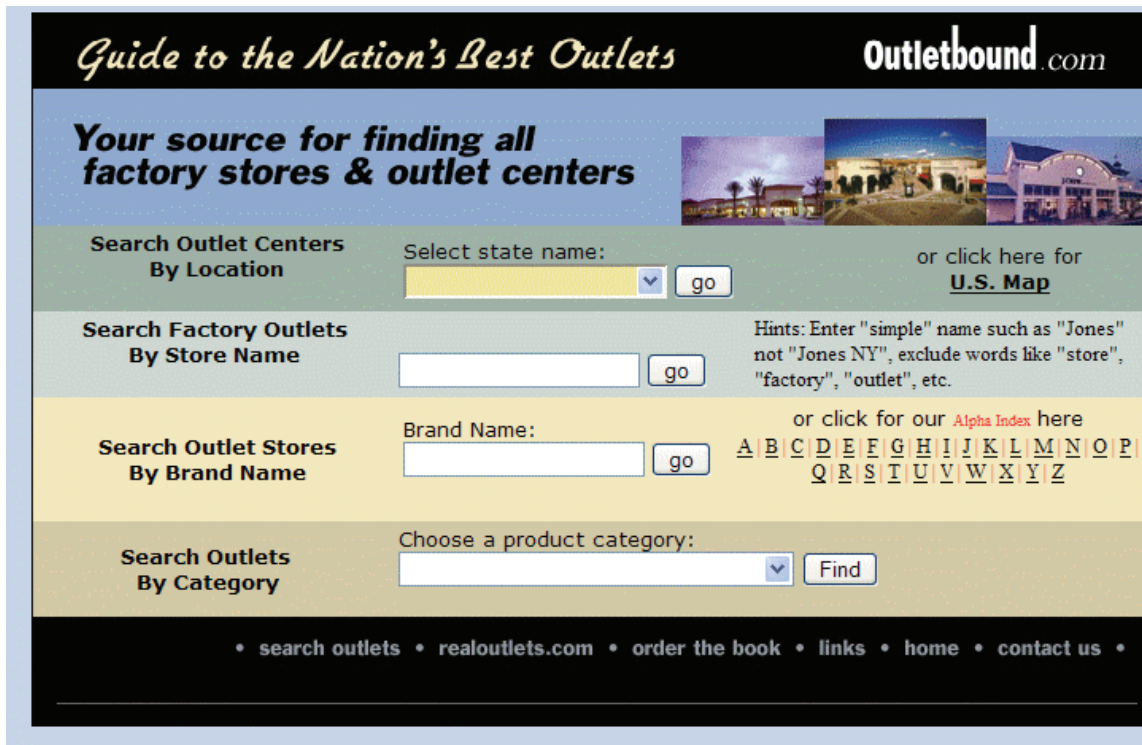 Guide to the Nation's Best Outlets
Outletbound.com
Your source for finding all
factory stores & outlet centers
Search Outlet Centers
By Location
Select state name:
go
or click here for
U.S. Map
Search Factory Outlets
By Store Name
go
Hints: Enter "simple" name such as "Jones"
not "Jones NY", exclude words like "store",
"factory", "outlet", etc.
Search Outlet Stores
By Brand Name
Brand Name:
go
or click for our Alpha Index here
A | B | C | D | E | F | G | H | I | J | K | L | M | N | O | P |
Q | R | S | T | U | V | W | X | Y | Z
Search Outlets
By Category
Choose a product category:
Find
• search outlets • realoutlets.com • order the book • links • home • contact us •